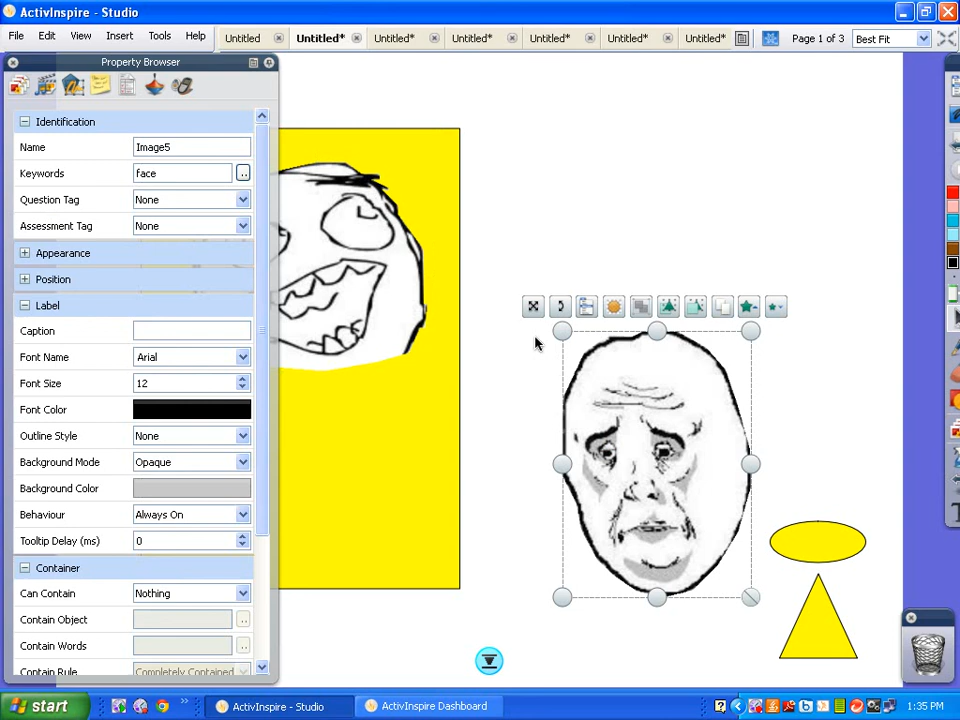 ActivInspire - Studio
File Edit View Insert Tools Help
Untitled Untitled* Untitled* Untitled* Untitled* Untitled* Untitled*
Page 1 of 3 Best Fit
Property Browser
Identification
Name Image5
Keywords face ..
Question Tag None
Assessment Tag None
Appearance
Position
Label
Caption
Font Name Arial
Font Size 12
Font Color
Outline Style None
Background Mode Opaque
Background Color
Behaviour Always On
Tooltip Delay (ms) 0
Container
Can Contain Nothing
Contain Object ..
Contain Words ..
Contain Rule Completely Contained
start ActivInspire - Studio ActivInspire Dashboard 1:35 PM